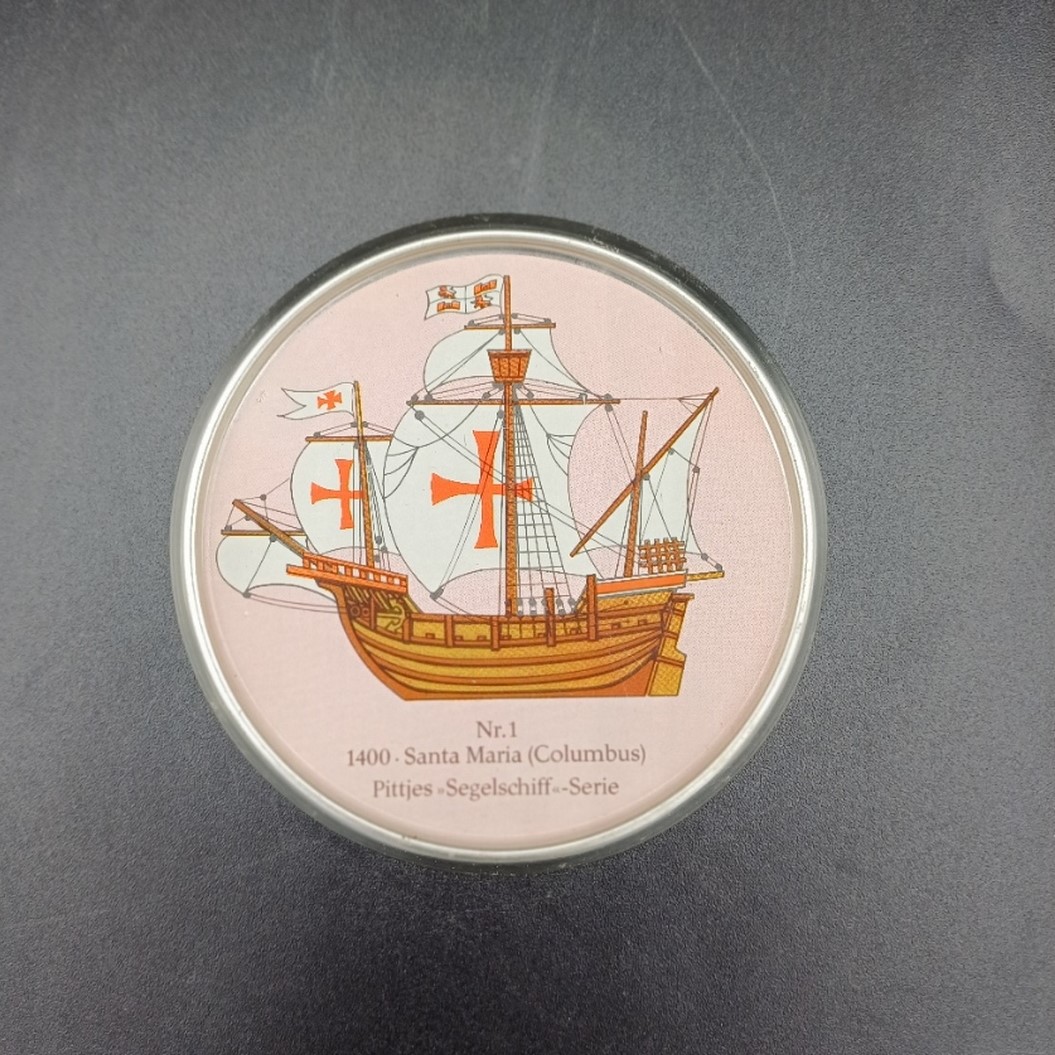 Nr.1
1400 · Santa Maria (Columbus)
Pittjes »Segelschiff«-Serie